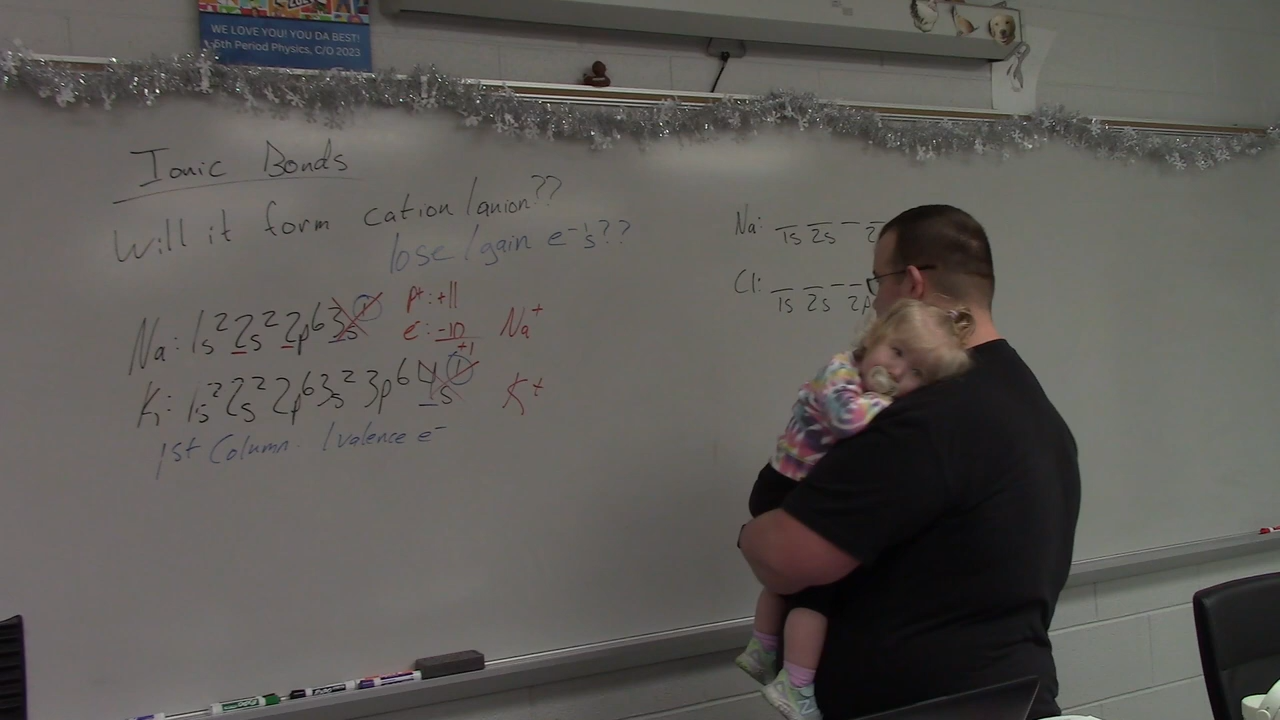 WE LOVE YOU! YOU DA BEST!
5th Period Physics, C/O 2023
Ionic Bonds
Will it form cation/anion??
lose/gain e⁻'s??
Na: 1s² 2s² 2p⁶ 3s¹
p⁺: +11
e⁻: -10
+1
Na⁺
K: 1s² 2s² 2p⁶ 3s² 3p⁶ 4s¹
K⁺
1st Column. 1 valence e⁻
Na:
1s 2s 2
Cl:
1s 2s 2p
EXPO